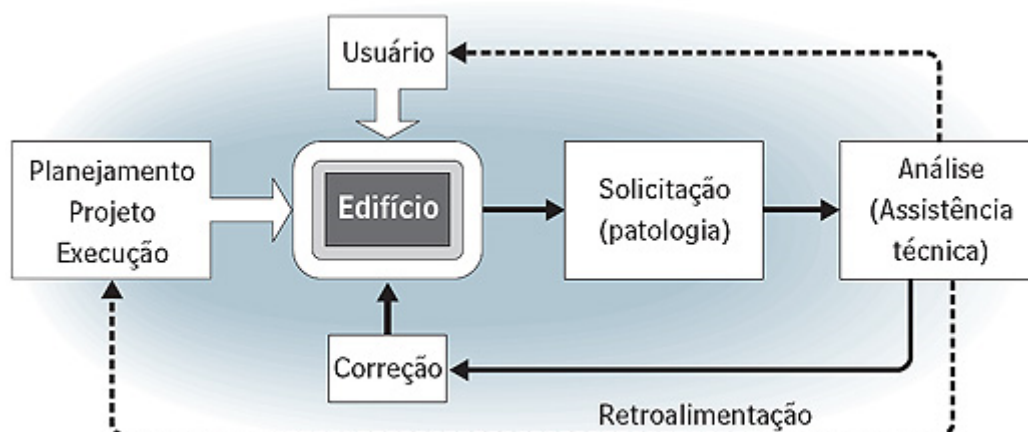 Usuário
Planejamento
Projeto
Execução
Edifício
Solicitação
(patologia)
Análise
(Assistência
técnica)
Correção
Retroalimentação